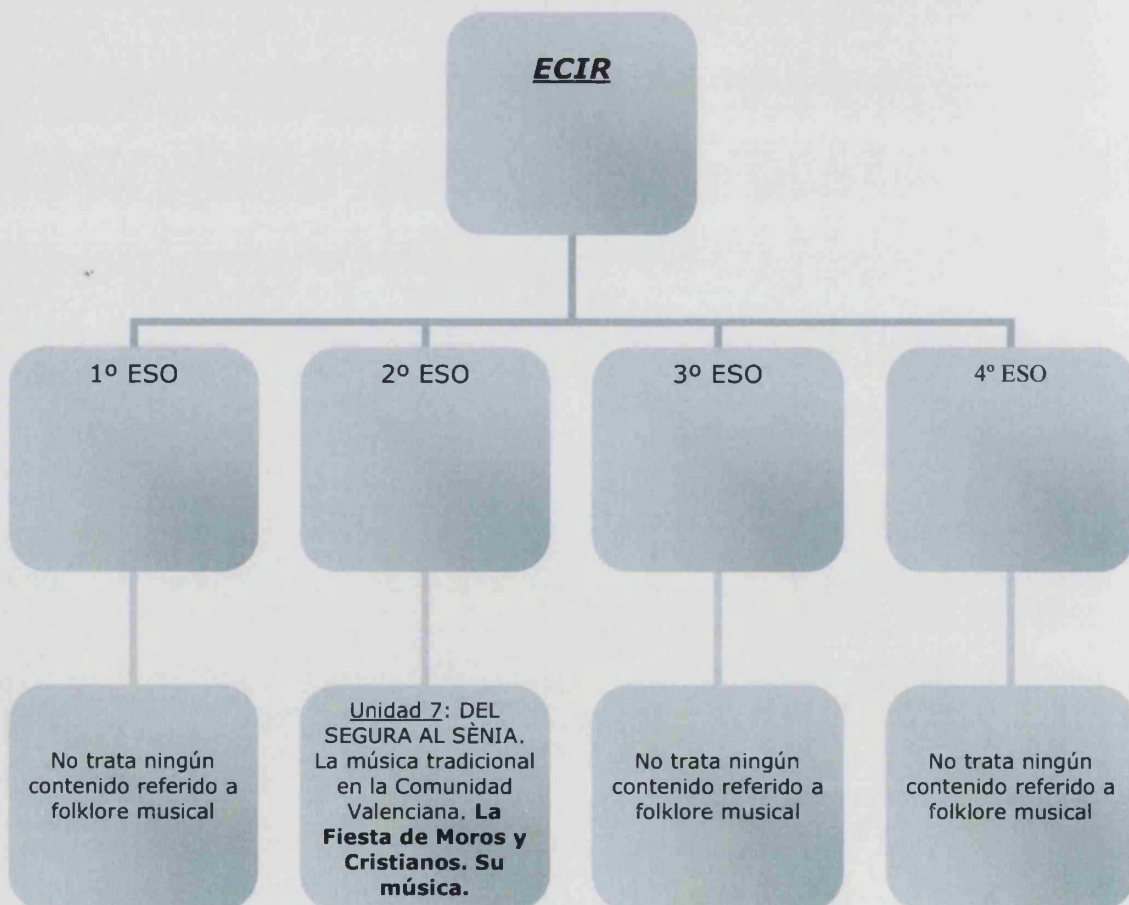 ECIR
1º ESO
2º ESO
3º ESO
4º ESO
No trata ningún
contenido referido a
folklore musical
Unidad 7: DEL
SEGURA AL SÈNIA.
La música tradicional
en la Comunidad
Valenciana. La
Fiesta de Moros y
Cristianos. Su
música.
No trata ningún
contenido referido a
folklore musical
No trata ningún
contenido referido a
folklore musical